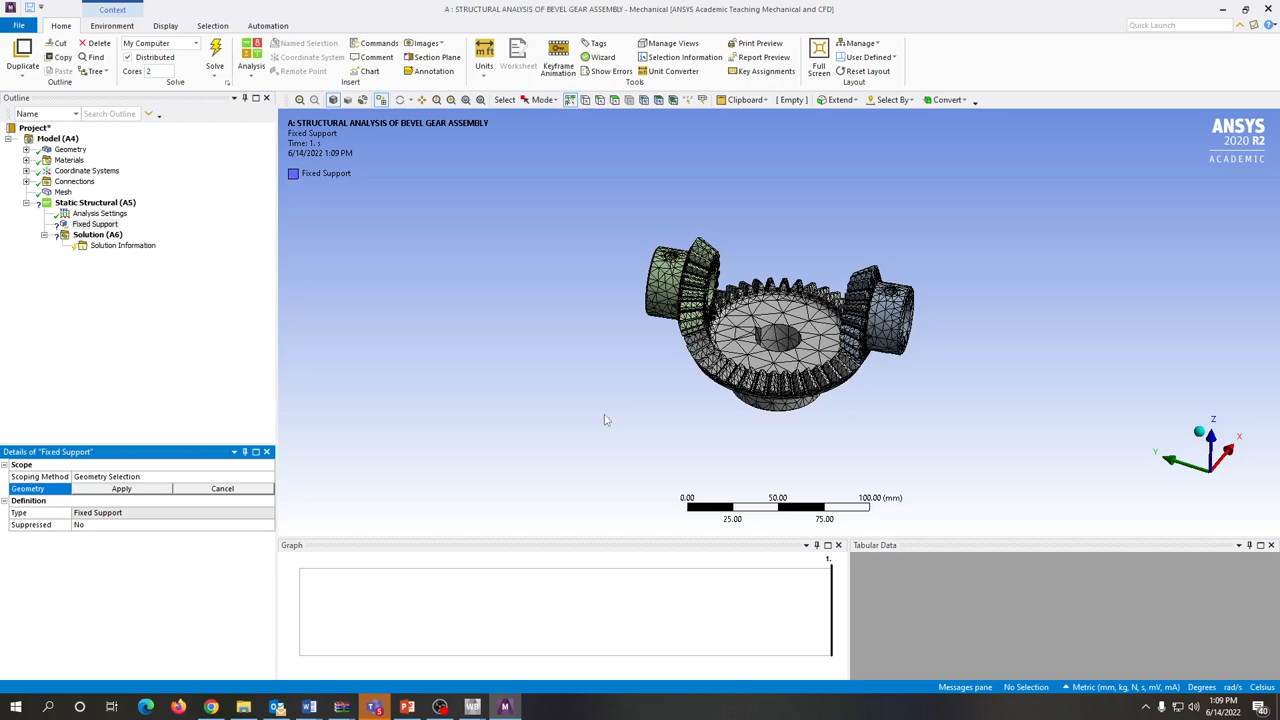 Context
A : STRUCTURAL ANALYSIS OF BEVEL GEAR ASSEMBLY - Mechanical [ANSYS Academic Teaching Mechanical and CFD]
File Home Environment Display Selection Automation Quick Launch
Duplicate Cut Copy Paste Delete Find Tree Outline
My Computer Distributed Cores 2 Solve Solve
Analysis Named Selection Coordinate System Remote Point Commands Comment Chart Images Section Plane Annotation Insert
Units Worksheet Keyframe Animation Tags Wizard Show Errors Manage Views Selection Information Unit Converter Print Preview Report Preview Key Assignments Tools
Full Screen Manage User Defined Reset Layout Layout
Outline
Select Mode Clipboard [ Empty ] Extend Select By Convert
Name Search Outline
Project*
Model (A4)
Geometry
Materials
Coordinate Systems
Connections
Mesh
Static Structural (A5)
Analysis Settings
Fixed Support
Solution (A6)
Solution Information
A: STRUCTURAL ANALYSIS OF BEVEL GEAR ASSEMBLY
Fixed Support
Time: 1. s
6/14/2022 1:09 PM
Fixed Support
ANSYS
2020 R2
ACADEMIC
Z
X
Y
0.00 50.00 100.00 (mm)
25.00 75.00
Details of "Fixed Support"
Scope
Scoping Method Geometry Selection
Geometry Apply Cancel
Definition
Type Fixed Support
Suppressed No
Graph
1.
Tabular Data
Messages pane No Selection Metric (mm, kg, N, s, mV, mA) Degrees rad/s Celsius
1:09 PM
6/14/2022